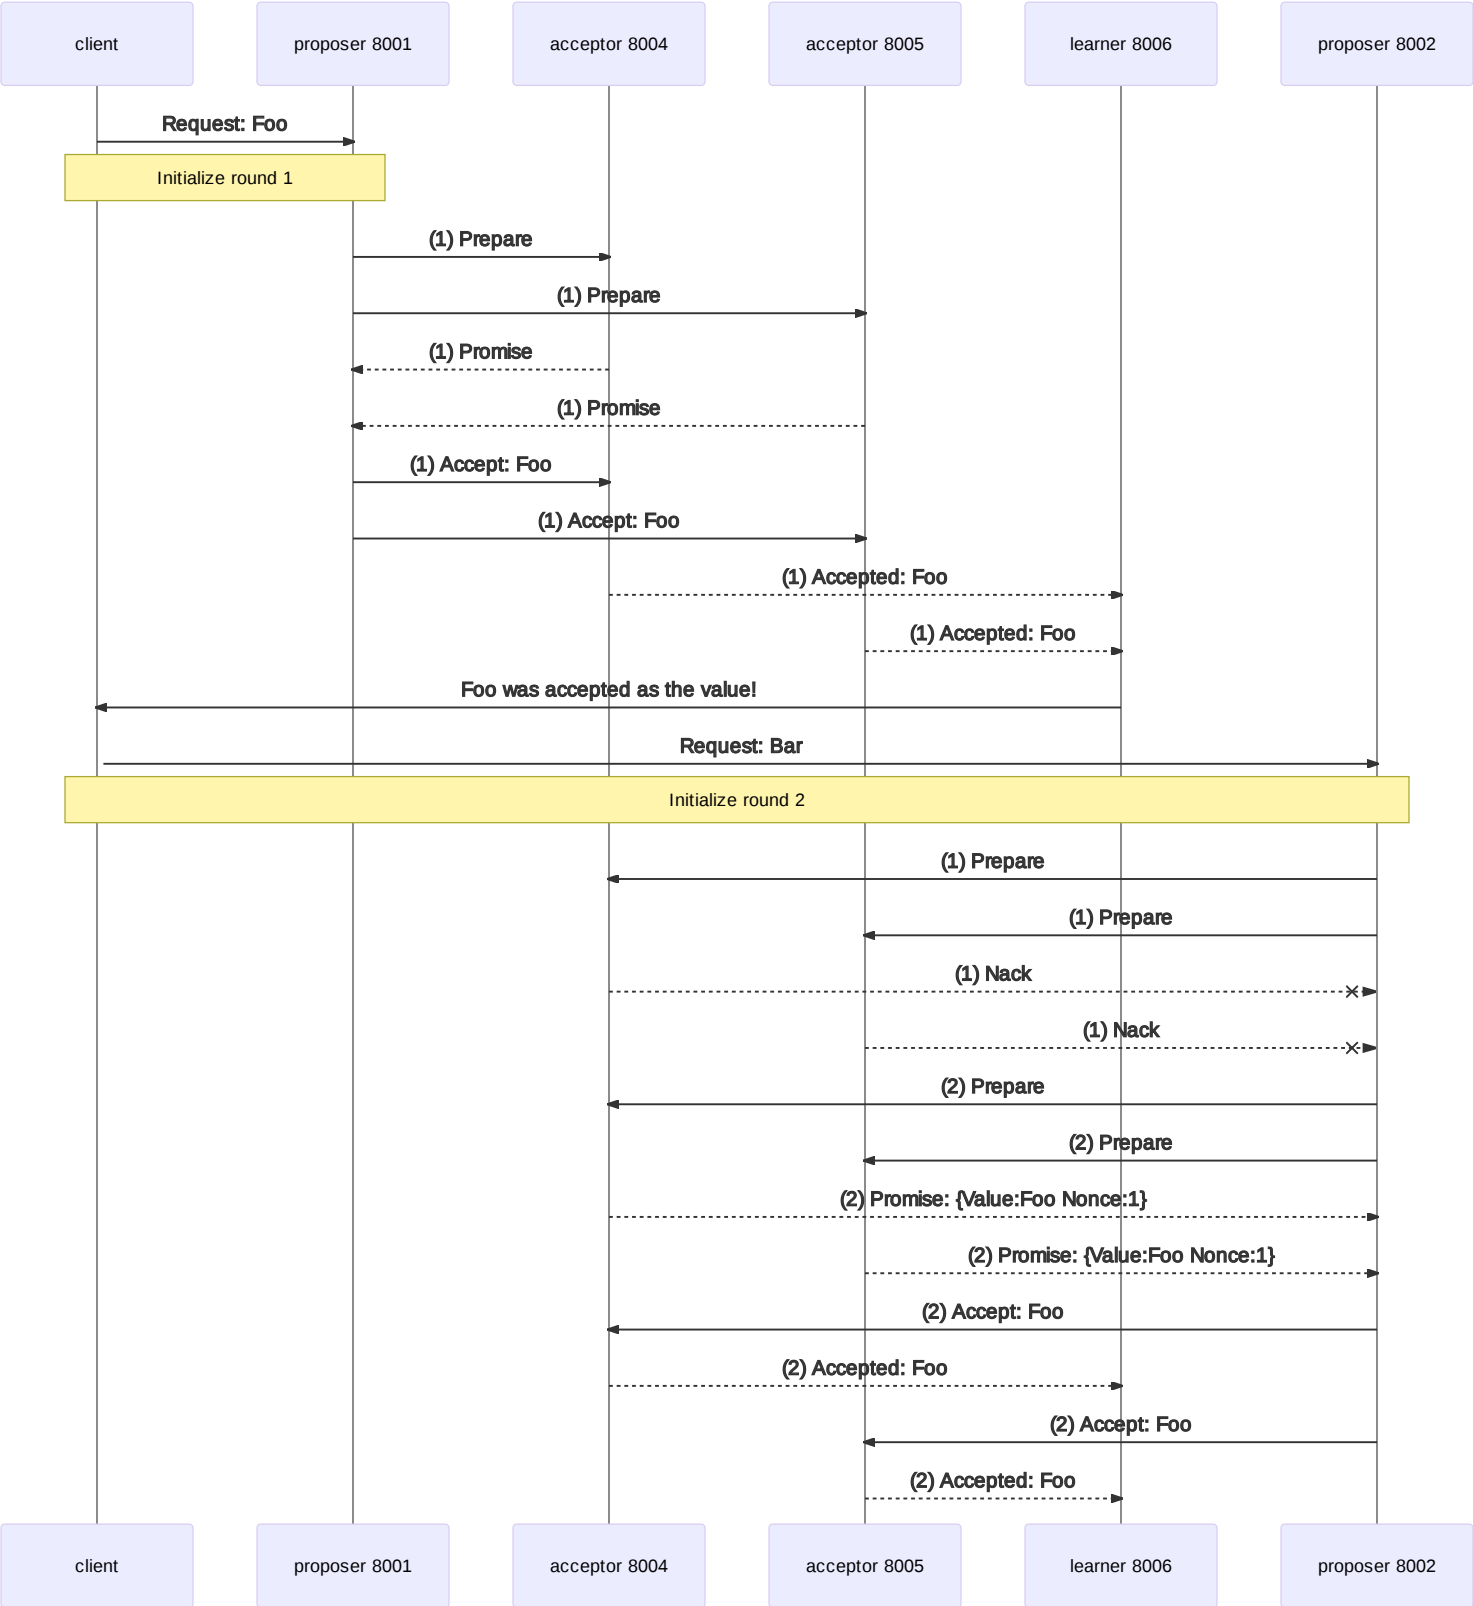 client
proposer 8001
acceptor 8004
acceptor 8005
learner 8006
proposer 8002
Request: Foo
Initialize round 1
(1) Prepare
(1) Prepare
(1) Promise
(1) Promise
(1) Accept: Foo
(1) Accept: Foo
(1) Accepted: Foo
(1) Accepted: Foo
Foo was accepted as the value!
Request: Bar
Initialize round 2
(1) Prepare
(1) Prepare
(1) Nack
(1) Nack
(2) Prepare
(2) Prepare
(2) Promise: {Value:Foo Nonce:1}
(2) Promise: {Value:Foo Nonce:1}
(2) Accept: Foo
(2) Accepted: Foo
(2) Accept: Foo
(2) Accepted: Foo
client
proposer 8001
acceptor 8004
acceptor 8005
learner 8006
proposer 8002